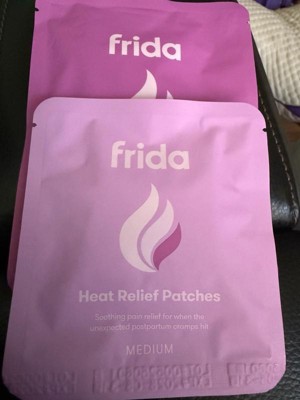 frida
frida
Heat Relief Patches
Soothing pain relief for when the
unexpected postpartum cramps hit
MEDIUM